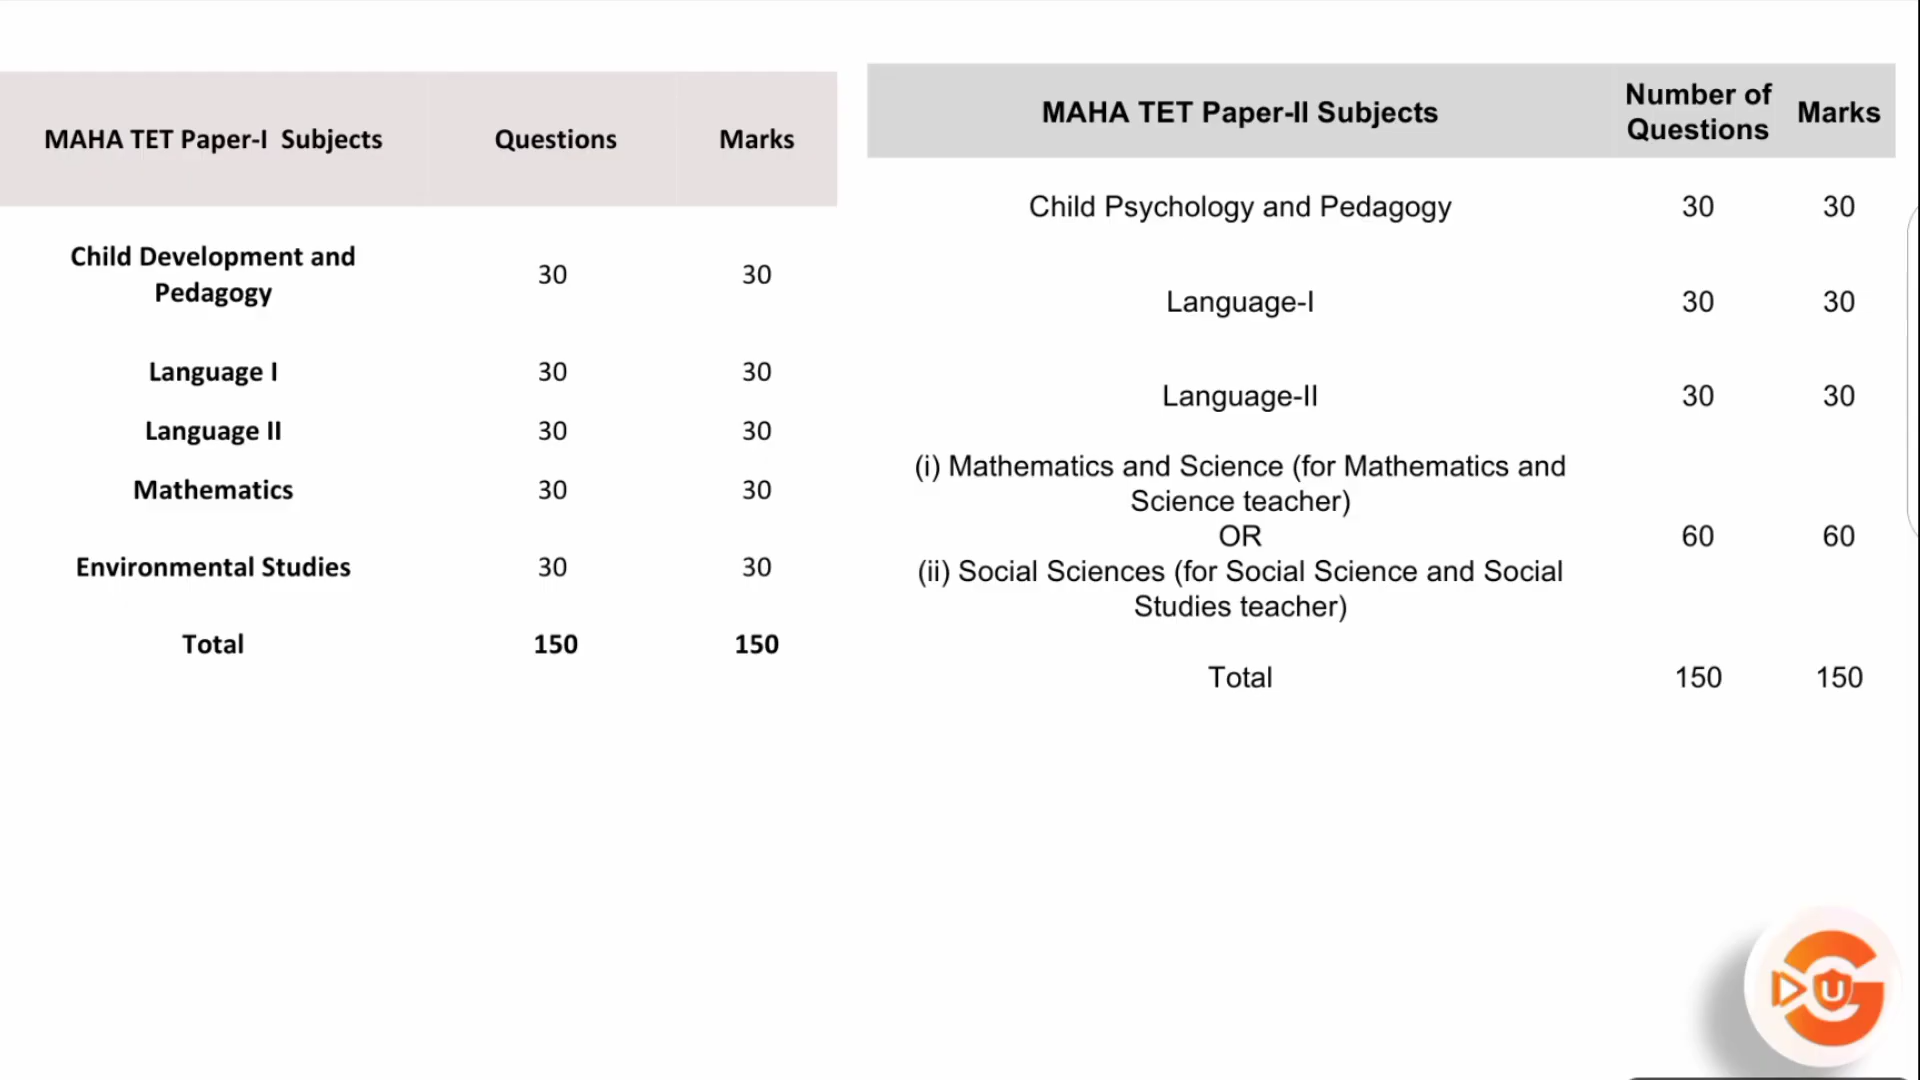 MAHA TET Paper-I Subjects Questions Marks
Child Development and
Pedagogy 30 30
Language I 30 30
Language II 30 30
Mathematics 30 30
Environmental Studies 30 30
Total 150 150
MAHA TET Paper-II Subjects Number of
Questions Marks
Child Psychology and Pedagogy 30 30
Language-I 30 30
Language-II 30 30
(i) Mathematics and Science (for Mathematics and
Science teacher)
OR 60 60
(ii) Social Sciences (for Social Science and Social
Studies teacher)
Total 150 150
G
U